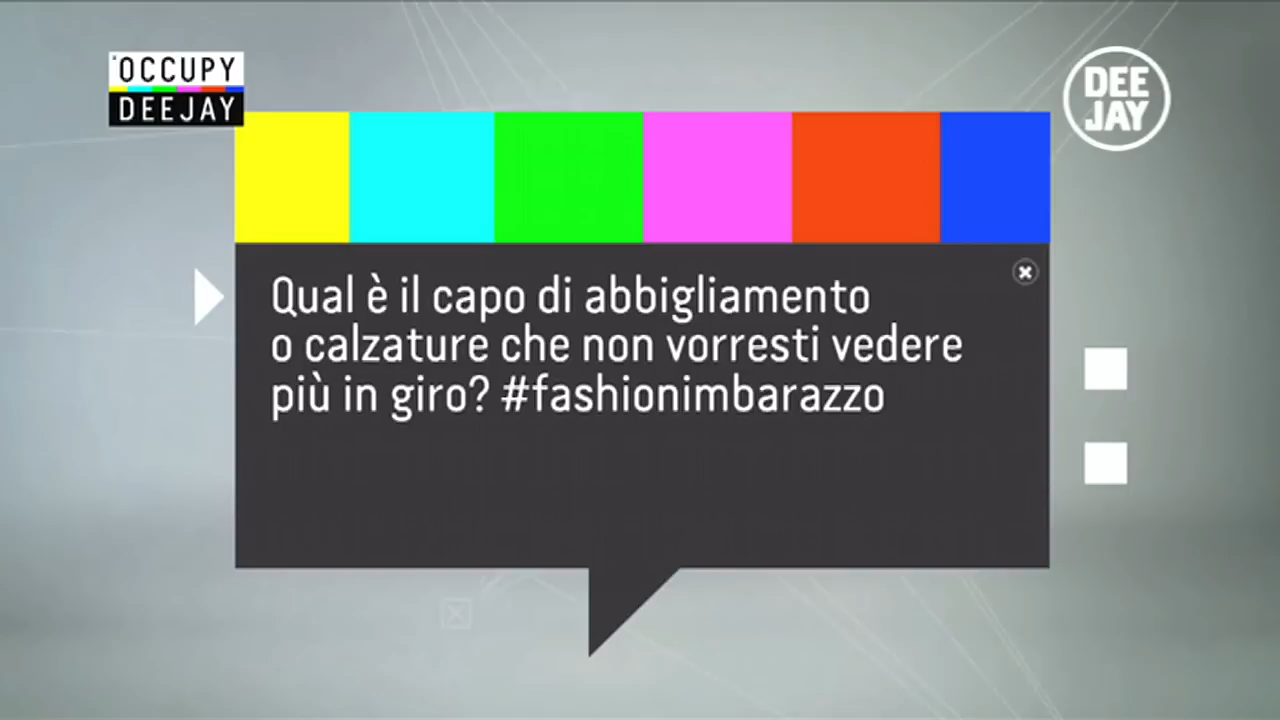 OCCUPY
DEEJAY
DEE
JAY
Qual è il capo di abbigliamento
o calzature che non vorresti vedere
più in giro? #fashionimbarazzo